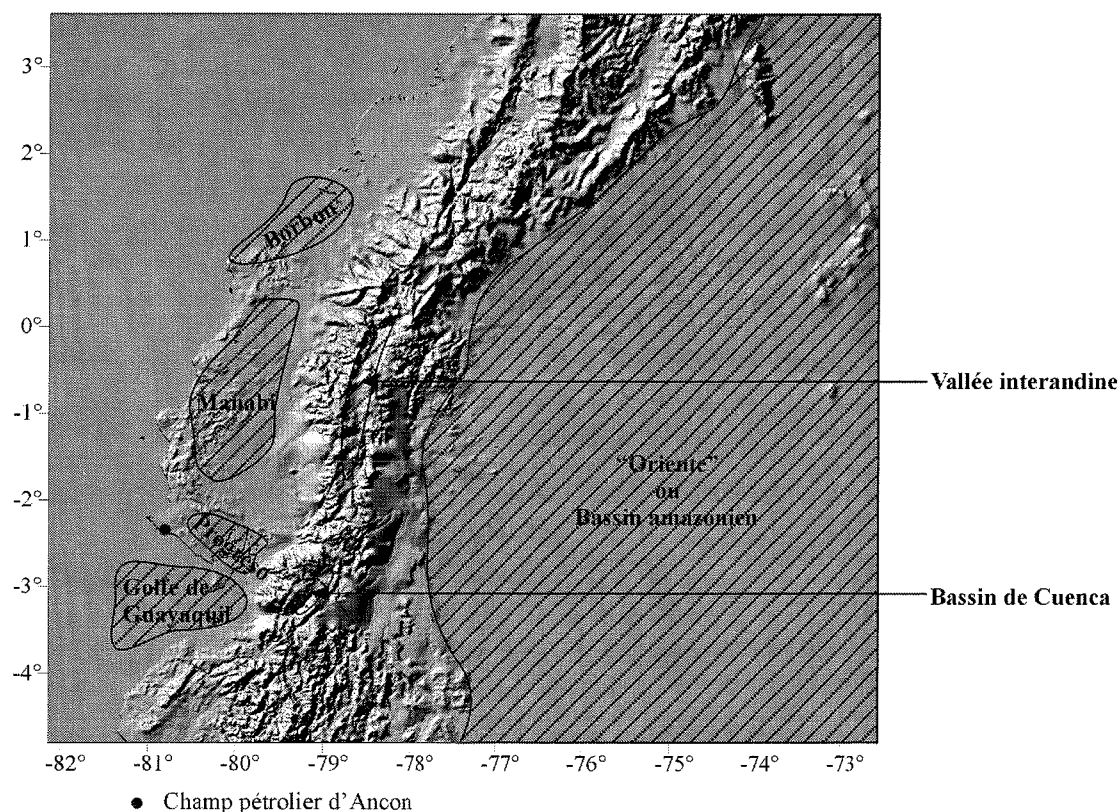 3°
2°
1°
0°
-1°
-2°
-3°
-4°
Borbon
Manabi
Progreso
Golfe de
Guayaquil
"Oriente"
ou
Bassin amazonien
Vallée interandine
Bassin de Cuenca
-82° -81° -80° -79° -78° -77° -76° -75° -74° -73°
● Champ pétrolier d'Ancon